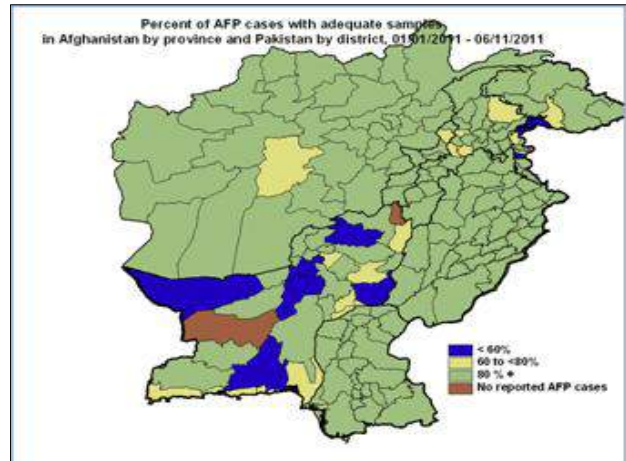 Percent of AFP cases with adequate samples
in Afghanistan by province and Pakistan by district, 01/01/2011 - 06/11/2011
< 60%
60 to <80%
80 % +
No reported AFP cases